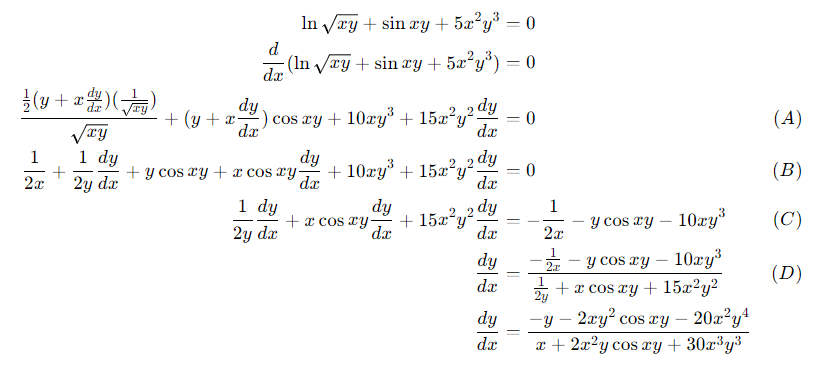 ln √xy + sin xy + 5x²y³ = 0
d/dx (ln √xy + sin xy + 5x²y³) = 0
½(y + x dy/dx)(1/√xy) / √xy + (y + x dy/dx) cos xy + 10xy³ + 15x²y² dy/dx = 0 (A)
1/2x + 1/2y dy/dx + y cos xy + x cos xy dy/dx + 10xy³ + 15x²y² dy/dx = 0 (B)
1/2y dy/dx + x cos xy dy/dx + 15x²y² dy/dx = −1/2x − y cos xy − 10xy³ (C)
dy/dx = (−1/2x − y cos xy − 10xy³) / (1/2y + x cos xy + 15x²y²) (D)
dy/dx = (−y − 2xy² cos xy − 20x²y⁴) / (x + 2x²y cos xy + 30x³y³)